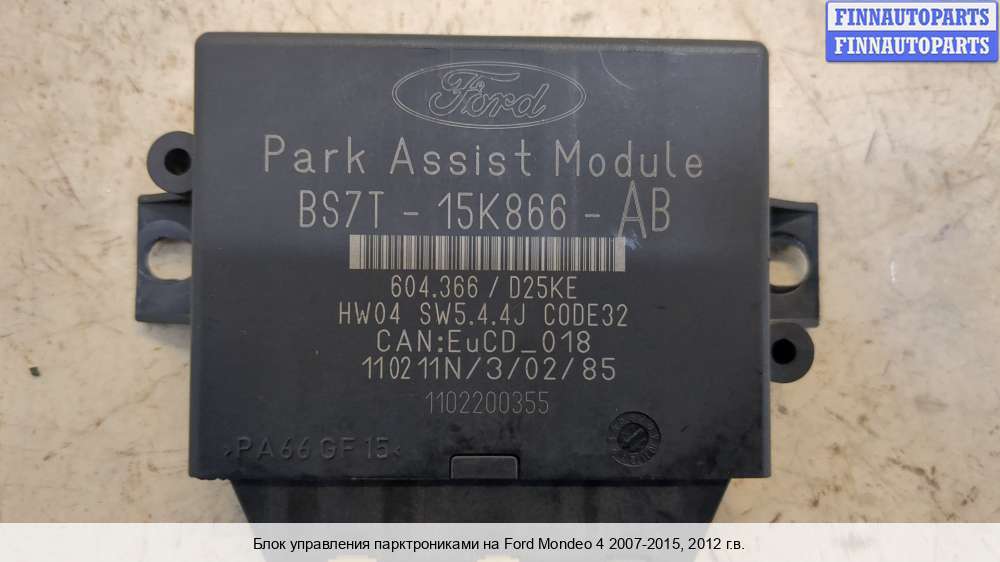 FINNAUTOPARTS
FINNAUTOPARTS
Ford
Park Assist Module
BS7T - 15K866 - AB
604.366 / D25KE
HW04 SW5.4.4J CODE32
CAN:EuCD_018
110211N/3/02/85
1102200355
>PA66 GF15<
Блок управления парктрониками на Ford Mondeo 4 2007-2015, 2012 г.в.